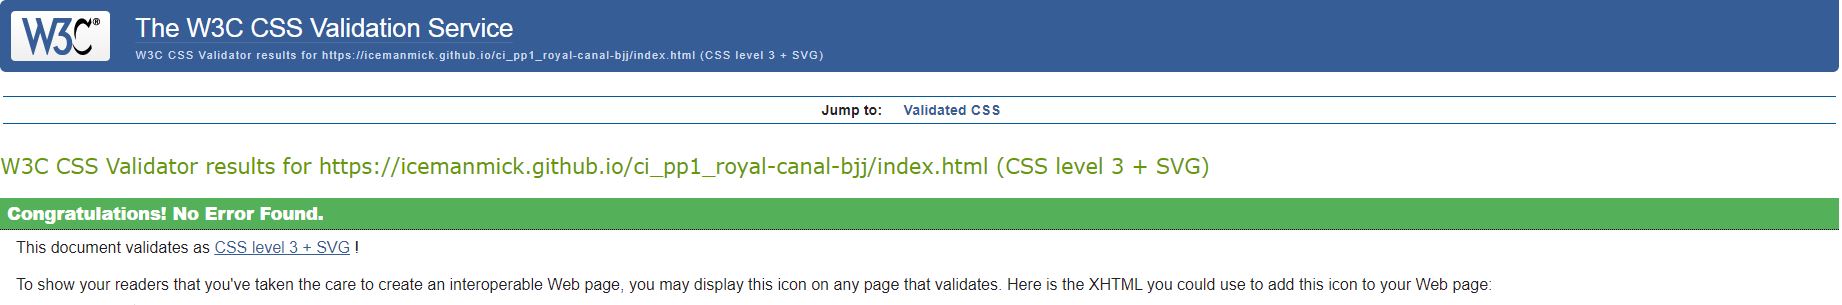 W3C®
The W3C CSS Validation Service
W3C CSS Validator results for https://icemanmick.github.io/ci_pp1_royal-canal-bjj/index.html (CSS level 3 + SVG)
Jump to: Validated CSS
W3C CSS Validator results for https://icemanmick.github.io/ci_pp1_royal-canal-bjj/index.html (CSS level 3 + SVG)
Congratulations! No Error Found.
This document validates as CSS level 3 + SVG !
To show your readers that you've taken the care to create an interoperable Web page, you may display this icon on any page that validates. Here is the XHTML you could use to add this icon to your Web page: